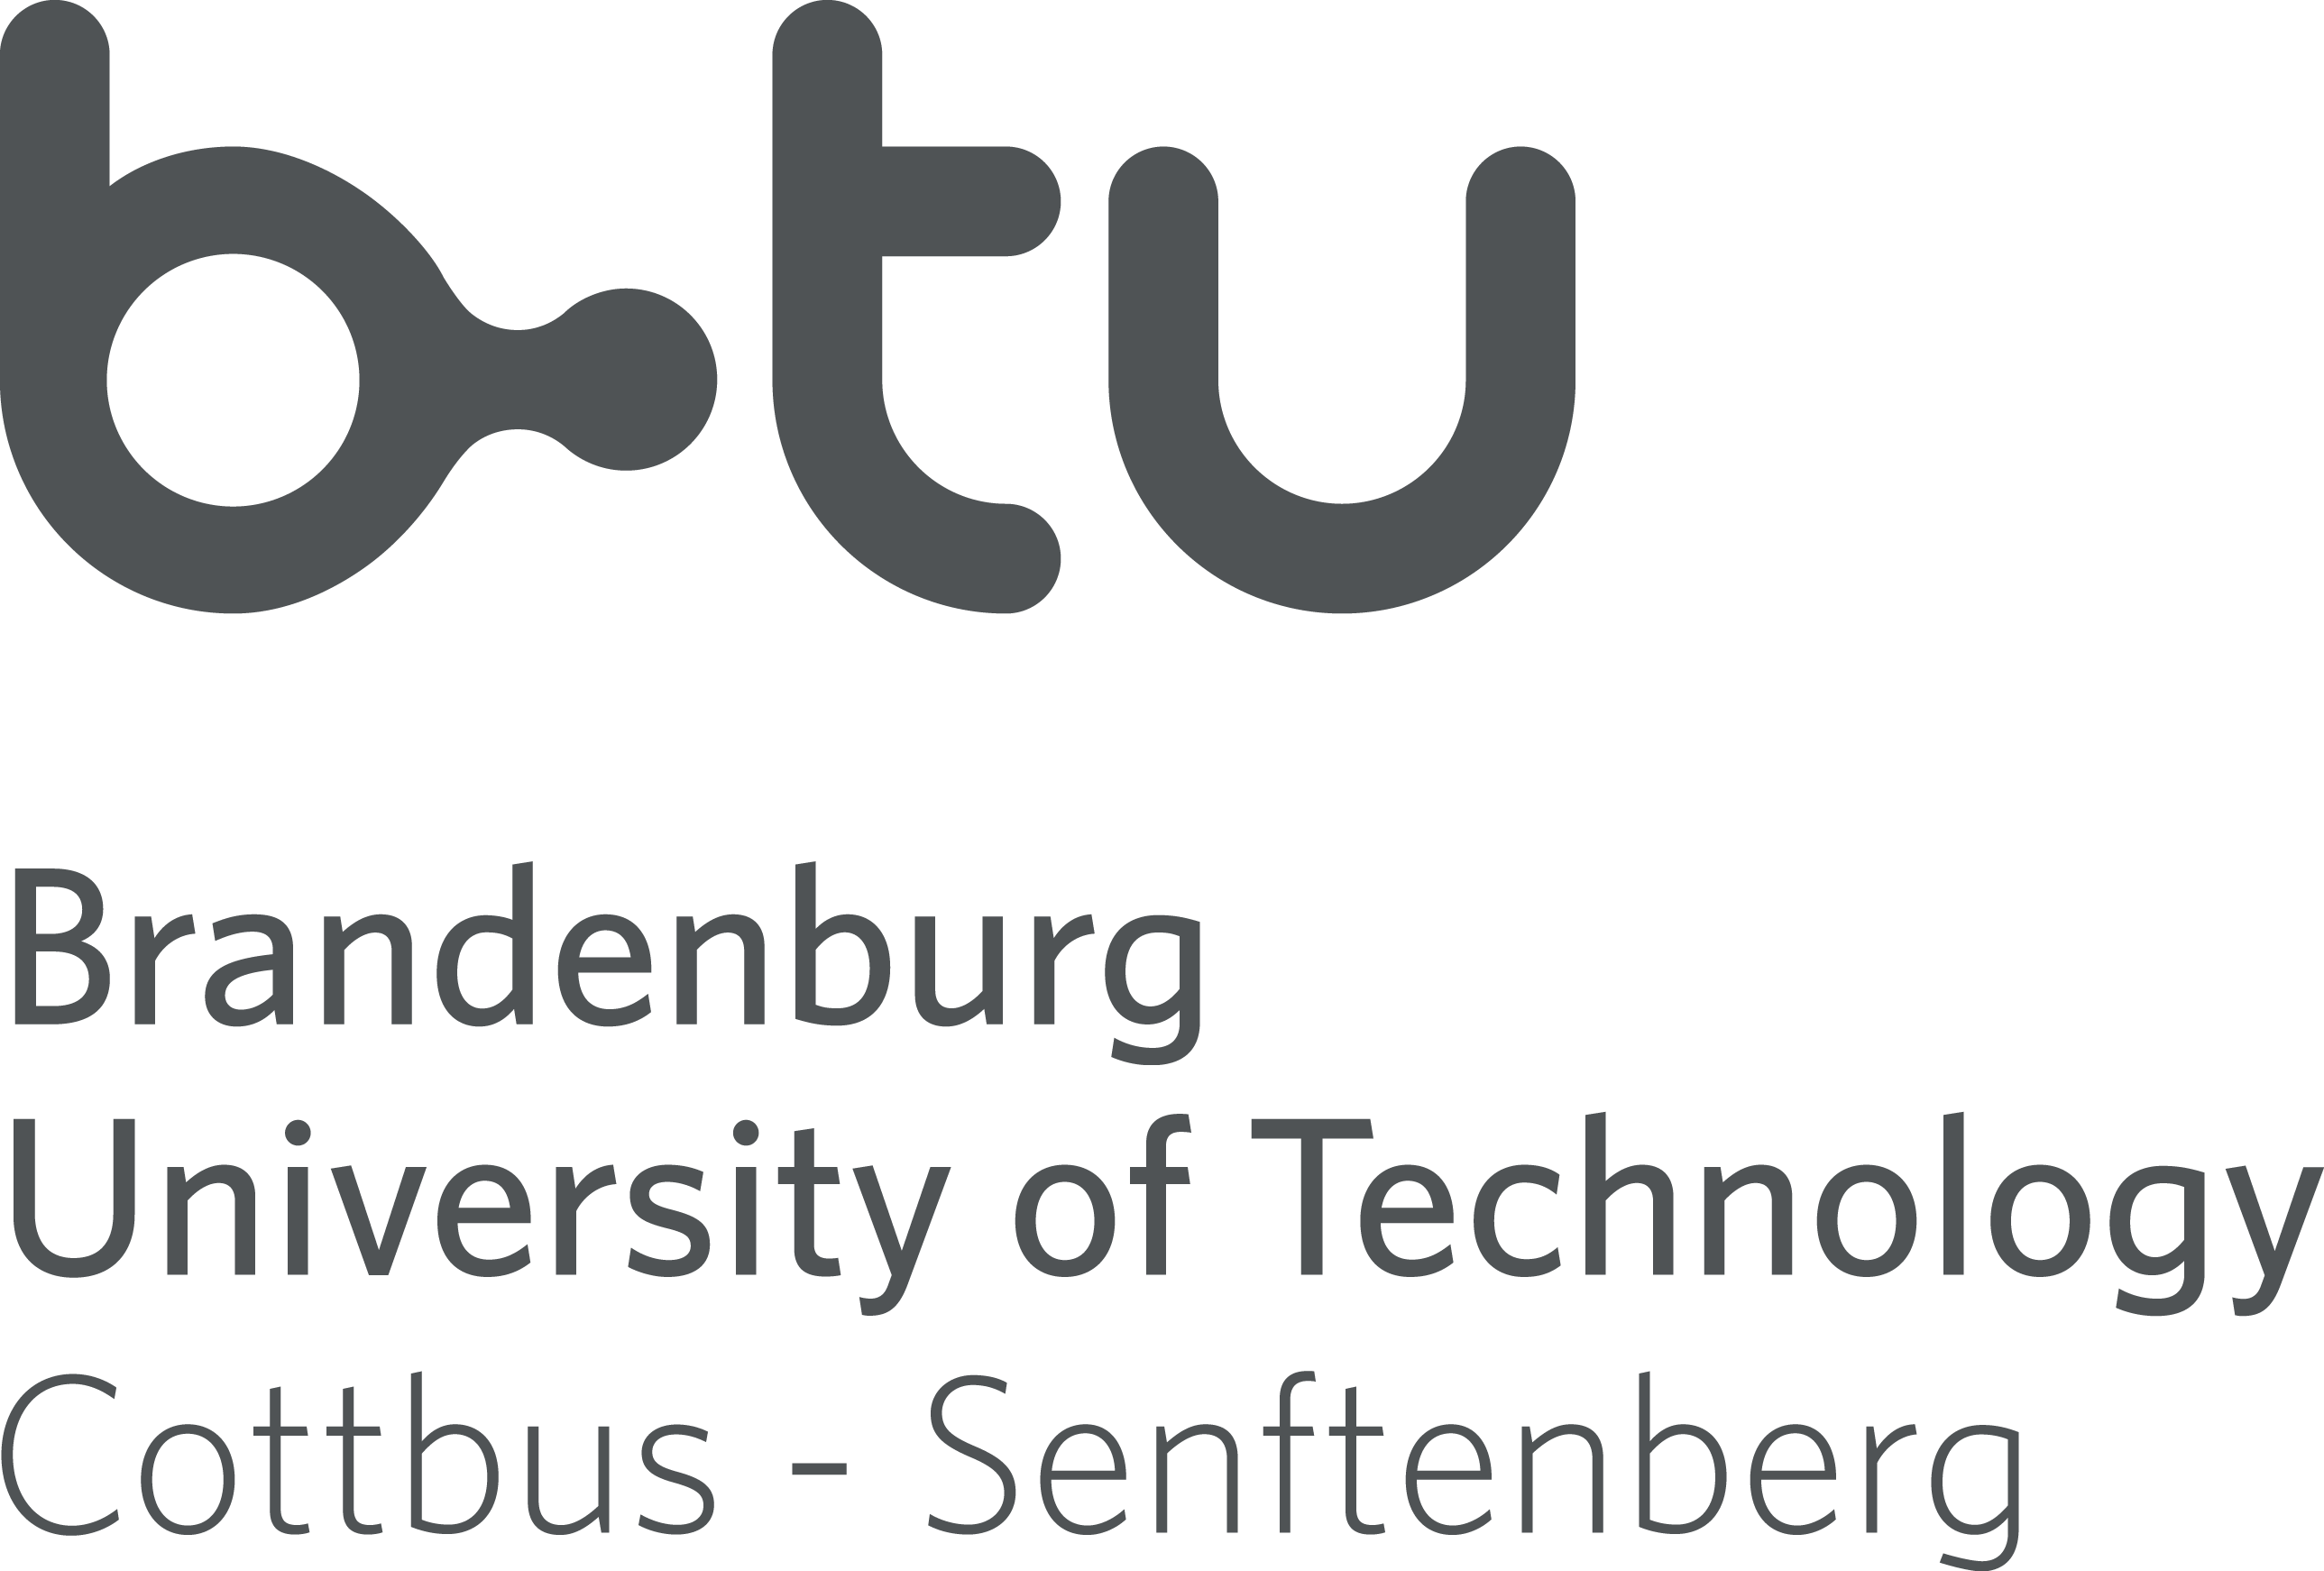 btu
Brandenburg
University of Technology
Cottbus - Senftenberg